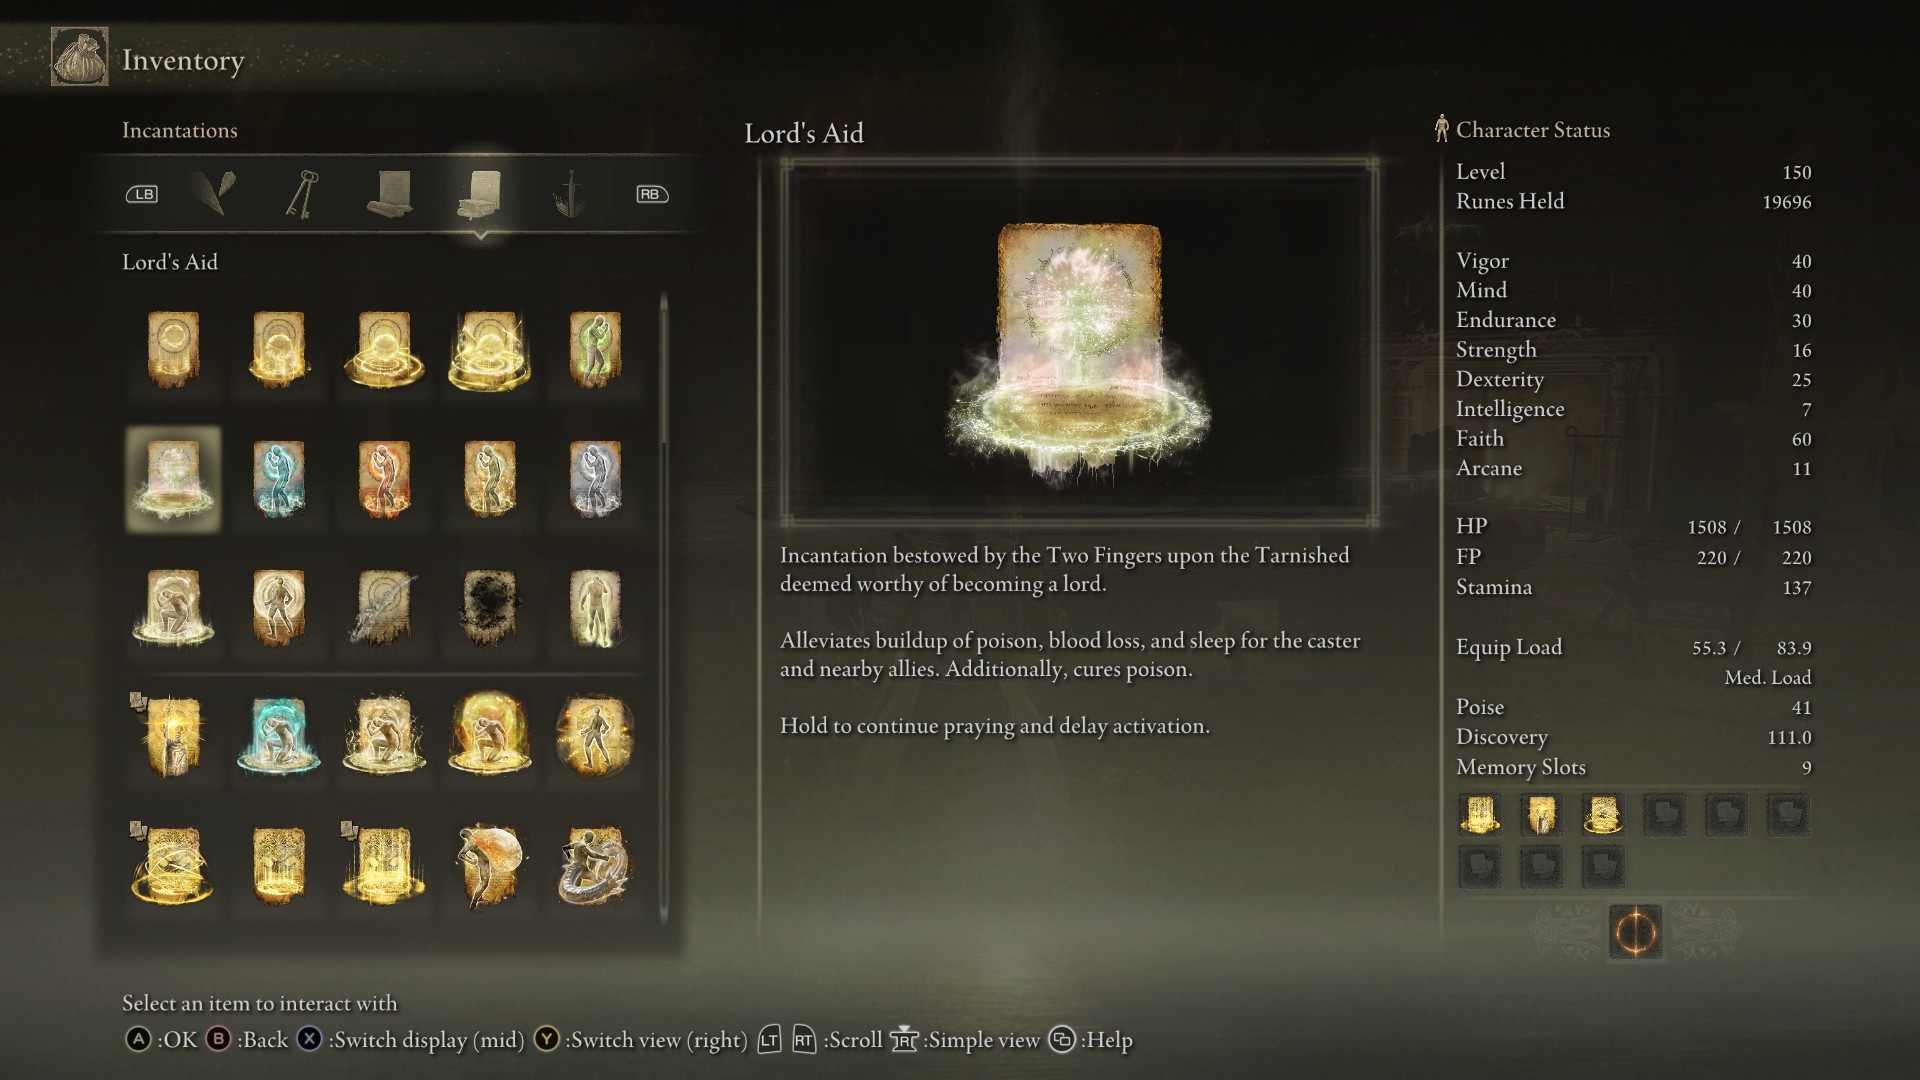 Inventory
Incantations
LB
RB
Lord's Aid
Lord's Aid
Incantation bestowed by the Two Fingers upon the Tarnished
deemed worthy of becoming a lord.
Alleviates buildup of poison, blood loss, and sleep for the caster
and nearby allies. Additionally, cures poison.
Hold to continue praying and delay activation.
Character Status
Level 150
Runes Held 19696
Vigor 40
Mind 40
Endurance 30
Strength 16
Dexterity 25
Intelligence 7
Faith 60
Arcane 11
HP 1508 / 1508
FP 220 / 220
Stamina 137
Equip Load 55.3 / 83.9
Med. Load
Poise 41
Discovery 111.0
Memory Slots 9
Select an item to interact with
A :OK B :Back X :Switch display (mid) Y :Switch view (right) LT RT :Scroll R :Simple view :Help